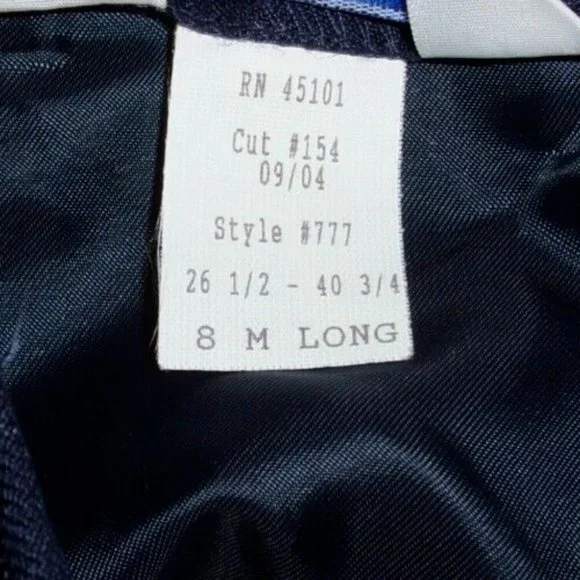 RN 45101
Cut #154
09/04
Style #777
26 1/2 - 40 3/4
8 M LONG